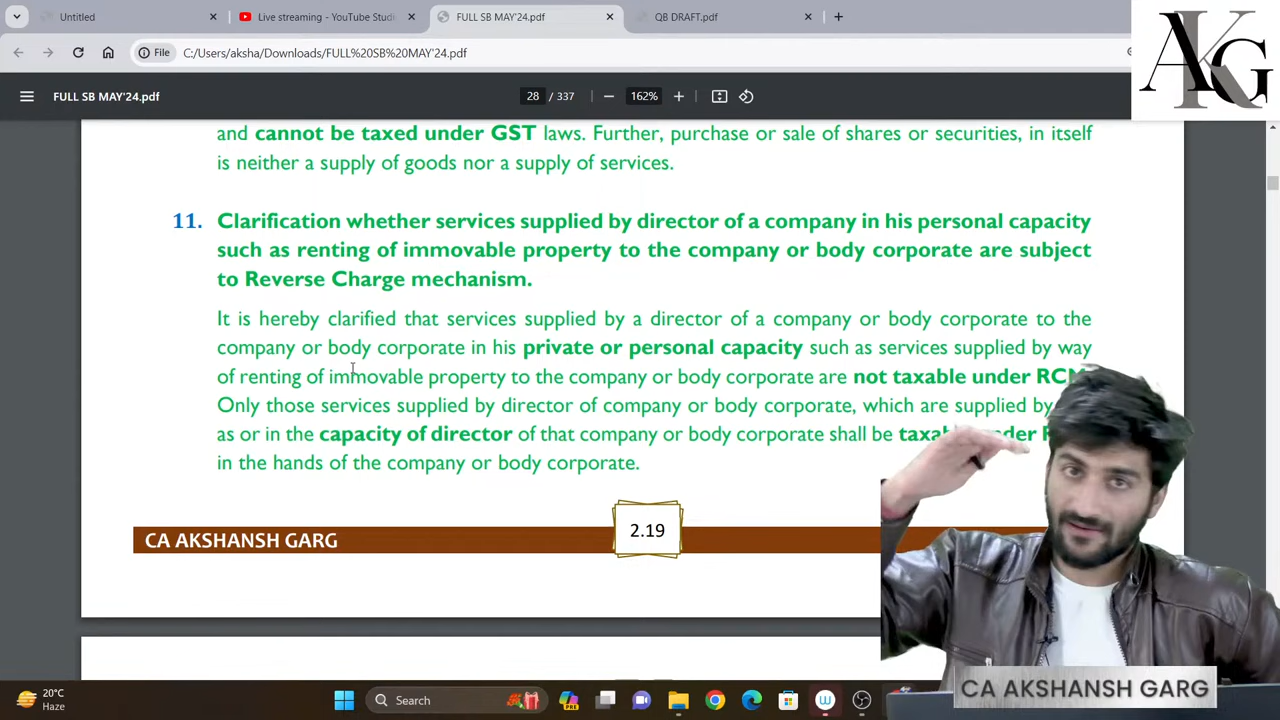 Untitled
Live streaming - YouTube Studi
FULL SB MAY'24.pdf
QB DRAFT.pdf
File
C:/Users/aksha/Downloads/FULL%20SB%20MAY'24.pdf
AKG
FULL SB MAY'24.pdf
28 / 337
162%
and cannot be taxed under GST laws. Further, purchase or sale of shares or securities, in itself
is neither a supply of goods nor a supply of services.
11. Clarification whether services supplied by director of a company in his personal capacity
such as renting of immovable property to the company or body corporate are subject
to Reverse Charge mechanism.
It is hereby clarified that services supplied by a director of a company or body corporate to the
company or body corporate in his private or personal capacity such as services supplied by way
of renting of immovable property to the company or body corporate are not taxable under RCM
Only those services supplied by director of company or body corporate, which are supplied by
as or in the capacity of director of that company or body corporate shall be under
in the hands of the company or body corporate.
2.19
CA AKSHANSH GARG
CA AKSHANSH GARG
20°C
Haze
Search